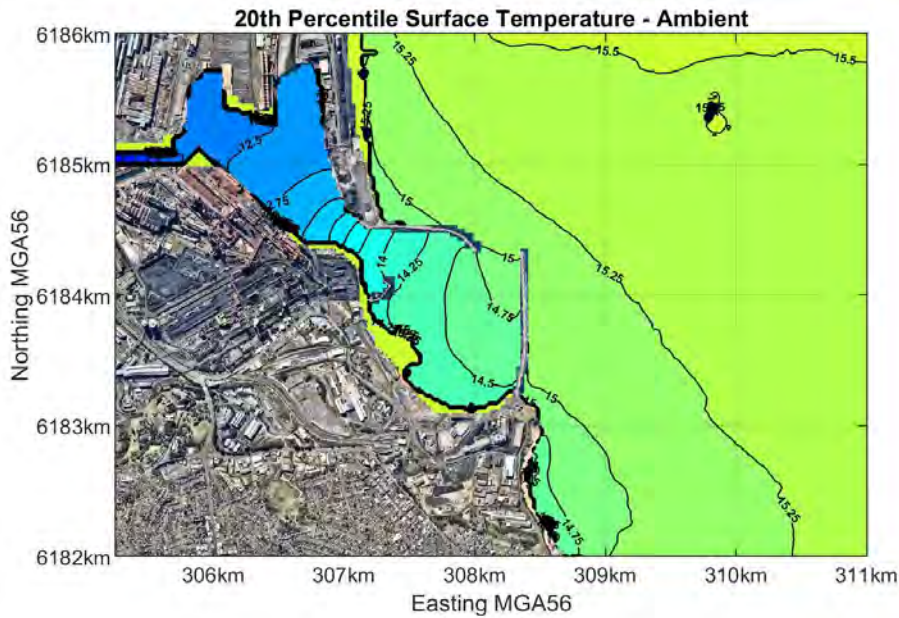 20th Percentile Surface Temperature - Ambient
6186km
15.25
15.5
15.5
12.5
6185km
2.75
15
15
15.25
14
14.25
6184km
14.75
Northing MGA56
14.5
15
6183km
15.25
14.75
6182km
306km
307km
308km
309km
310km
311km
Easting MGA56